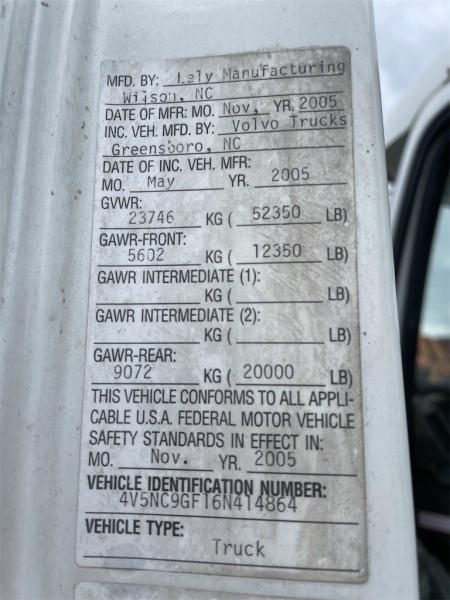 MFD. BY: Lely Manufacturing
Wilson, NC
DATE OF MFR: MO. Nov. YR. 2005
INC. VEH. MFD. BY: Volvo Trucks
Greensboro, NC
DATE OF INC. VEH. MFR:
MO. May YR. 2005
GVWR:
23746 KG ( 52350 LB)
GAWR-FRONT:
5602 KG ( 12350 LB)
GAWR INTERMEDIATE (1):
KG ( LB)
GAWR INTERMEDIATE (2):
KG ( LB)
GAWR-REAR:
9072 KG ( 20000 LB)
THIS VEHICLE CONFORMS TO ALL APPLI-
CABLE U.S.A. FEDERAL MOTOR VEHICLE
SAFETY STANDARDS IN EFFECT IN:
MO. Nov. YR. 2005
VEHICLE IDENTIFICATION NUMBER:
4V5NC9GF16N414864
VEHICLE TYPE:
Truck